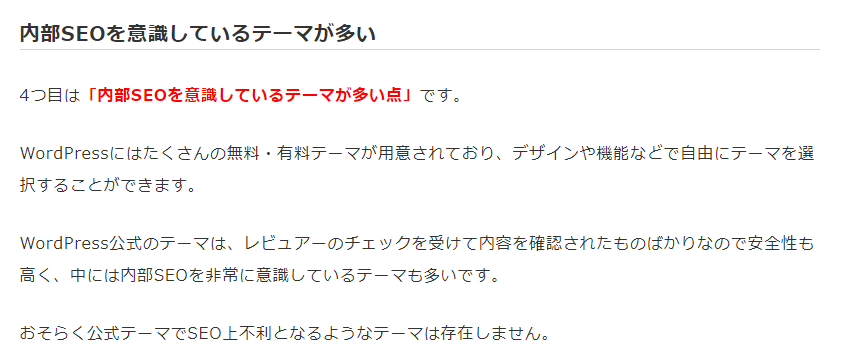 内部SEOを意識しているテーマが多い
4つ目は「内部SEOを意識しているテーマが多い点」です。
WordPressにはたくさんの無料・有料テーマが用意されており、デザインや機能などで自由にテーマを選
択することができます。
WordPress公式のテーマは、レビュアーのチェックを受けて内容を確認されたものばかりなので安全性も
高く、中には内部SEOを非常に意識しているテーマも多いです。
おそらく公式テーマでSEO上不利となるようなテーマは存在しません。